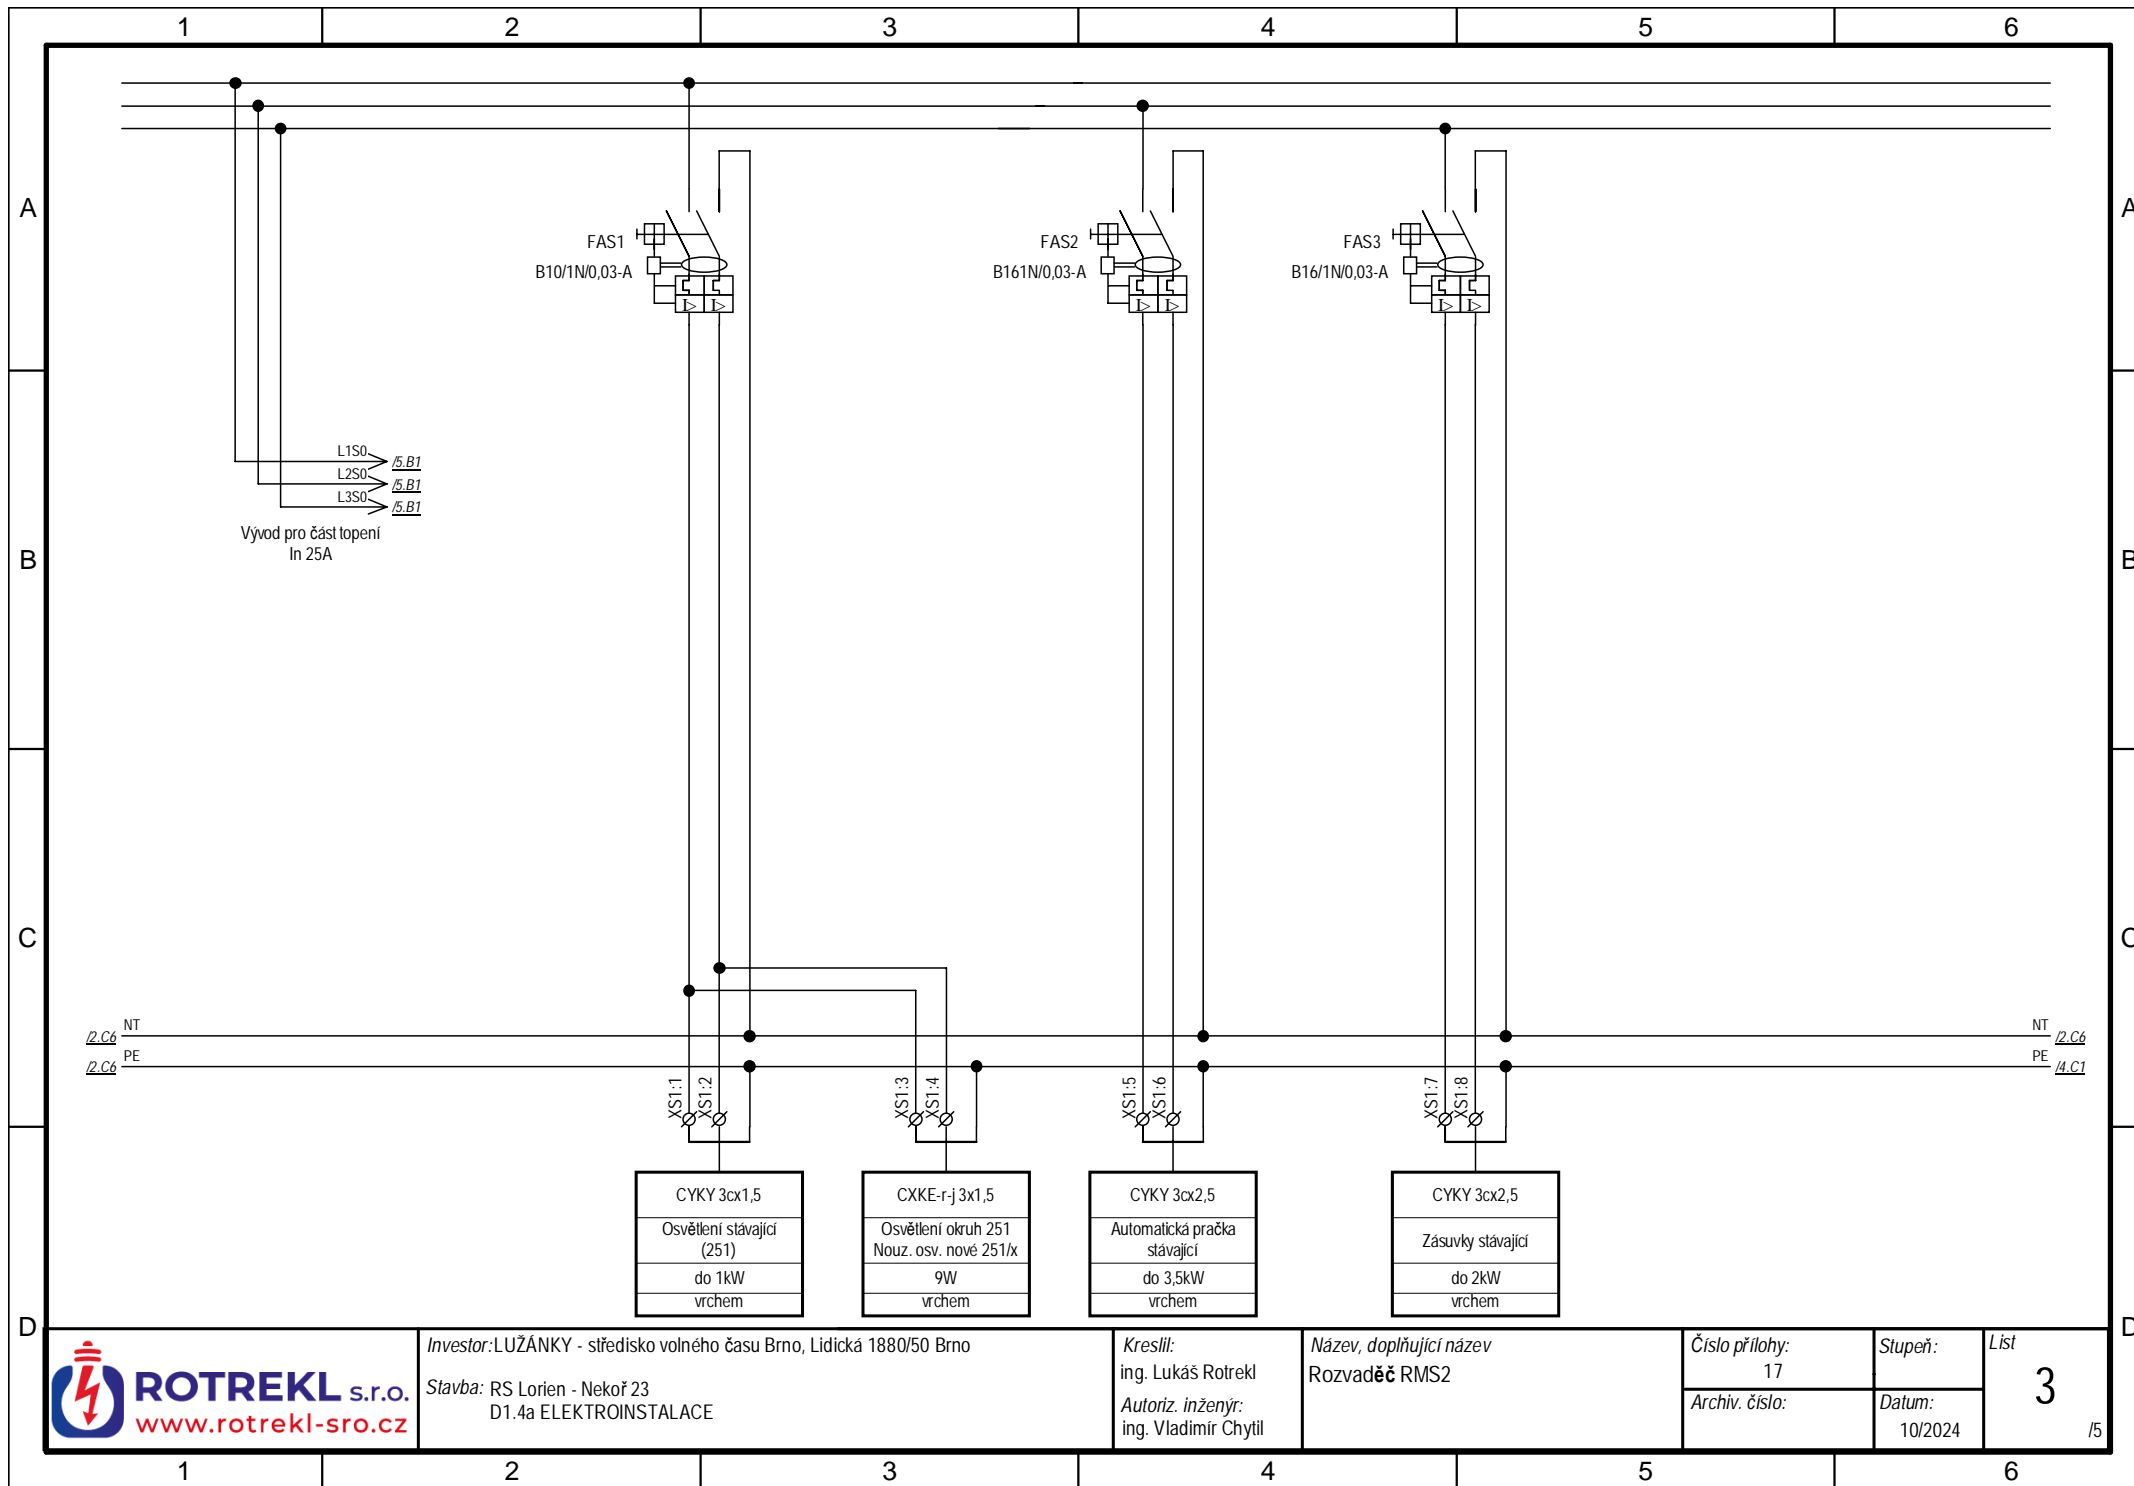 1 2 3 4 5 6
A A
FAS1
B10/1N/0,03-A
I> I>
FAS2
B161N/0,03-A
I> I>
FAS3
B16/1N/0,03-A
I> I>
L1S0 /5.B1
L2S0 /5.B1
L3S0 /5.B1
Vývod pro část topení
In 25A
B B
C C
/2.C6 NT NT /2.C6
/2.C6 PE PE /4.C1
XS1:1 XS1:2 XS1:3 XS1:4 XS1:5 XS1:6 XS1:7 XS1:8
CYKY 3cx1,5
Osvětlení stávající
(251)
do 1kW
vrchem
CXKE-r-j 3x1,5
Osvětlení okruh 251
Nouz. osv. nové 251/x
9W
vrchem
CYKY 3cx2,5
Automatická pračka
stávající
do 3,5kW
vrchem
CYKY 3cx2,5
Zásuvky stávající
do 2kW
vrchem
D D
ROTREKL s.r.o.
www.rotrekl-sro.cz
Investor:LUŽÁNKY - středisko volného času Brno, Lidická 1880/50 Brno
Stavba: RS Lorien - Nekoř 23
D1.4a ELEKTROINSTALACE
Kreslil:
ing. Lukáš Rotrekl
Autoriz. inženýr:
ing. Vladimír Chytil
Název, doplňující název
Rozvaděč RMS2
Číslo přílohy:
17
Archiv. číslo:
Stupeň:
Datum:
10/2024
List
3
/5
1 2 3 4 5 6